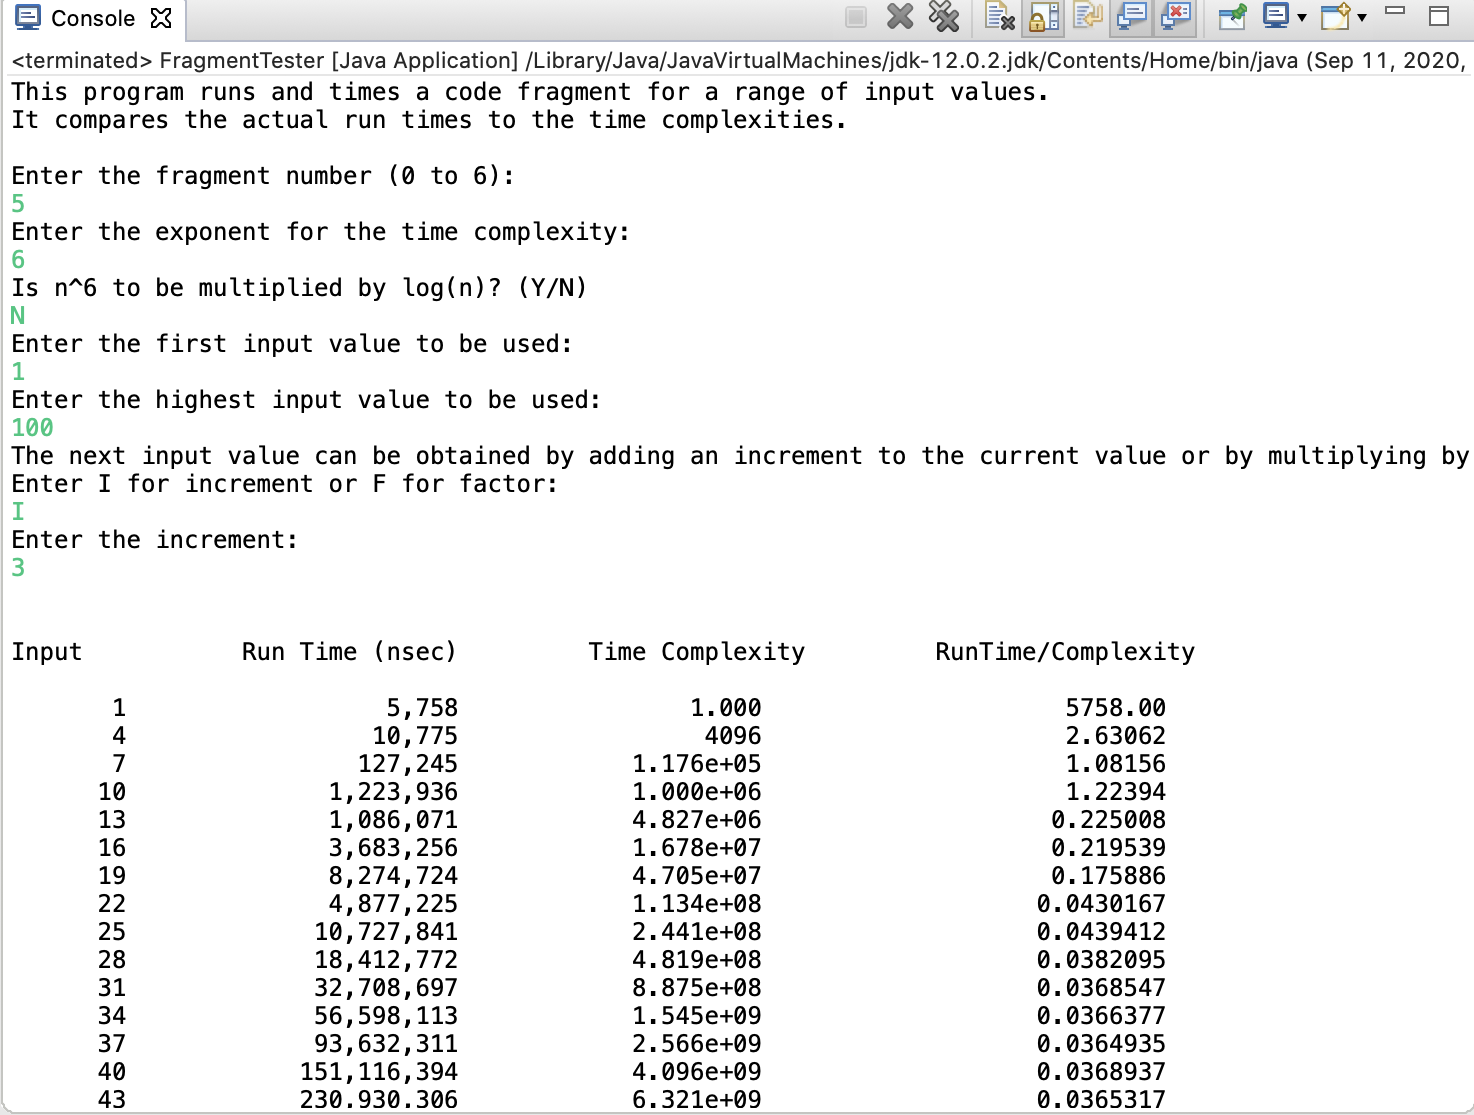 Console
<terminated> FragmentTester [Java Application] /Library/Java/JavaVirtualMachines/jdk-12.0.2.jdk/Contents/Home/bin/java (Sep 11, 2020,
This program runs and times a code fragment for a range of input values.
It compares the actual run times to the time complexities.
Enter the fragment number (0 to 6):
5
Enter the exponent for the time complexity:
6
Is n^6 to be multiplied by log(n)? (Y/N)
N
Enter the first input value to be used:
1
Enter the highest input value to be used:
100
The next input value can be obtained by adding an increment to the current value or by multiplying by
Enter I for increment or F for factor:
I
Enter the increment:
3
Input Run Time (nsec) Time Complexity RunTime/Complexity
1 5,758 1.000 5758.00
4 10,775 4096 2.63062
7 127,245 1.176e+05 1.08156
10 1,223,936 1.000e+06 1.22394
13 1,086,071 4.827e+06 0.225008
16 3,683,256 1.678e+07 0.219539
19 8,274,724 4.705e+07 0.175886
22 4,877,225 1.134e+08 0.0430167
25 10,727,841 2.441e+08 0.0439412
28 18,412,772 4.819e+08 0.0382095
31 32,708,697 8.875e+08 0.0368547
34 56,598,113 1.545e+09 0.0366377
37 93,632,311 2.566e+09 0.0364935
40 151,116,394 4.096e+09 0.0368937
43 230,930,306 6.321e+09 0.0365317